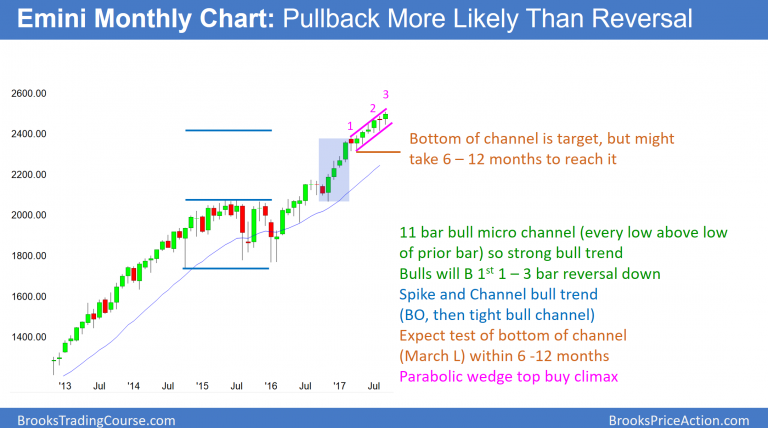 Emini Monthly Chart: Pullback More Likely Than Reversal
2600.00
2400.00
2200.00
2000.00
1800.00
1600.00
1400.00
'13
Jul
'14
Jul
'15
Jul
'16
Jul
'17
Jul
1
2
3
Bottom of channel is target, but might
take 6 – 12 months to reach it
11 bar bull micro channel (every low above low
of prior bar) so strong bull trend
Bulls will B 1st 1 – 3 bar reversal down
Spike and Channel bull trend
(BO, then tight bull channel)
Expect test of bottom of channel
(March L) within 6 -12 months
Parabolic wedge top buy climax
BrooksTradingCourse.com
BrooksPriceAction.com